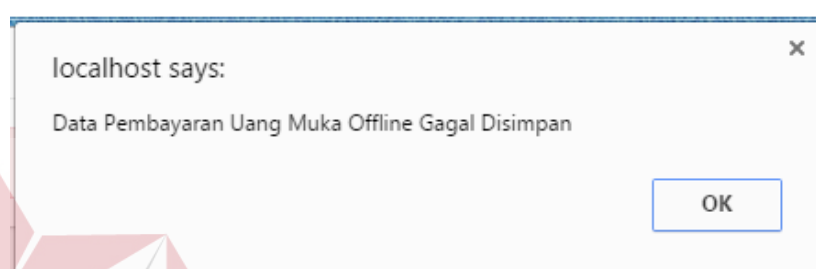 localhost says:
Data Pembayaran Uang Muka Offline Gagal Disimpan
OK